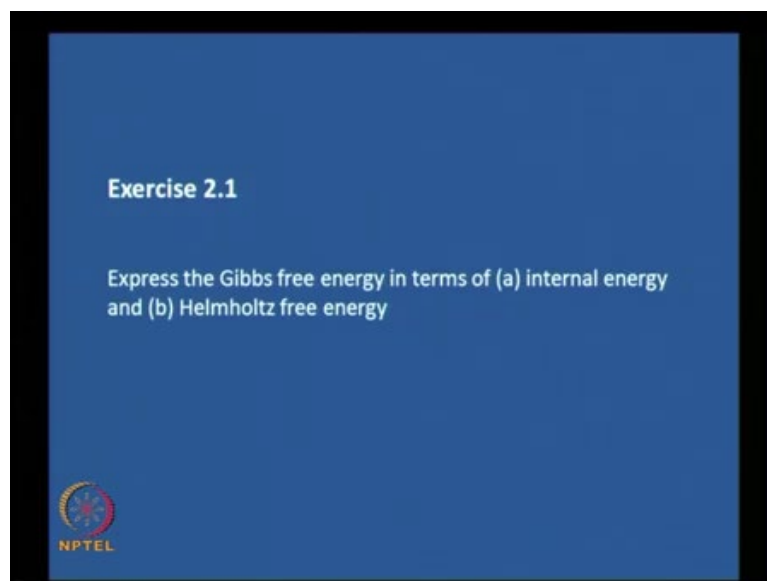 Exercise 2.1
Express the Gibbs free energy in terms of (a) internal energy
and (b) Helmholtz free energy
NPTEL